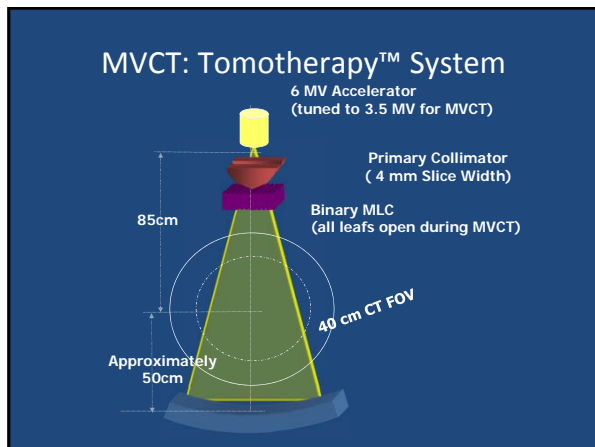 MVCT: Tomotherapy™ System
6 MV Accelerator
(tuned to 3.5 MV for MVCT)
Primary Collimator
( 4 mm Slice Width)
Binary MLC
(all leafs open during MVCT)
85cm
40 cm CT FOV
Approximately
50cm